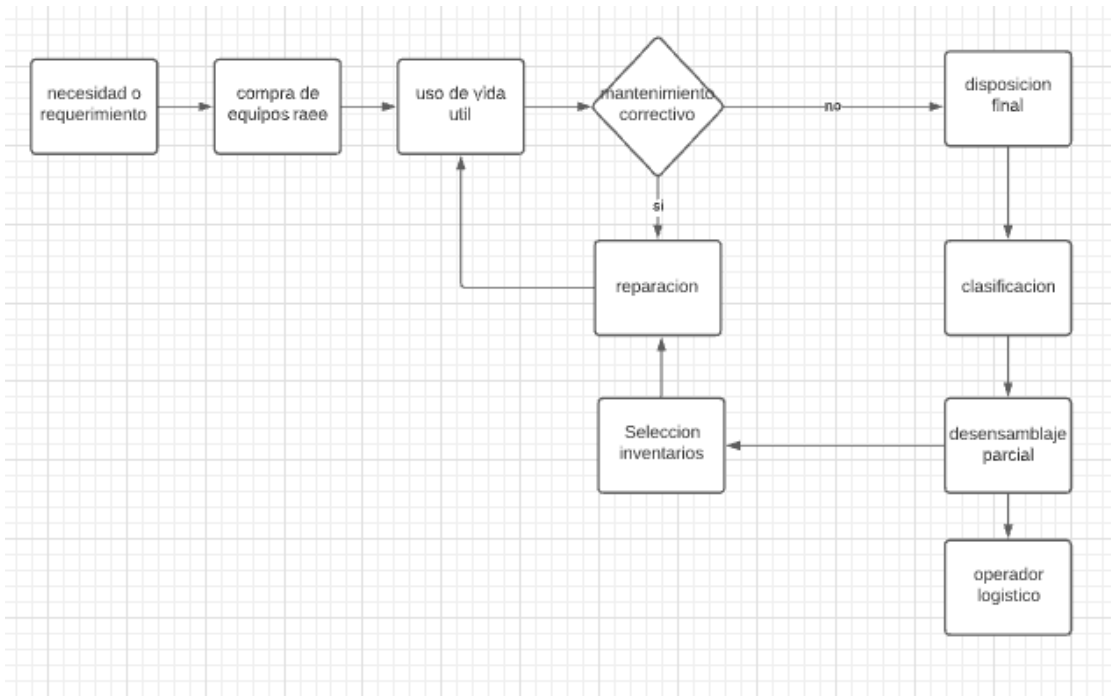 necesidad o
requerimiento
compra de
equipos raee
uso de vida
util
mantenimiento
correctivo
no
disposicion
final
si
reparacion
clasificacion
Seleccion
inventarios
desensamblaje
parcial
operador
logistico